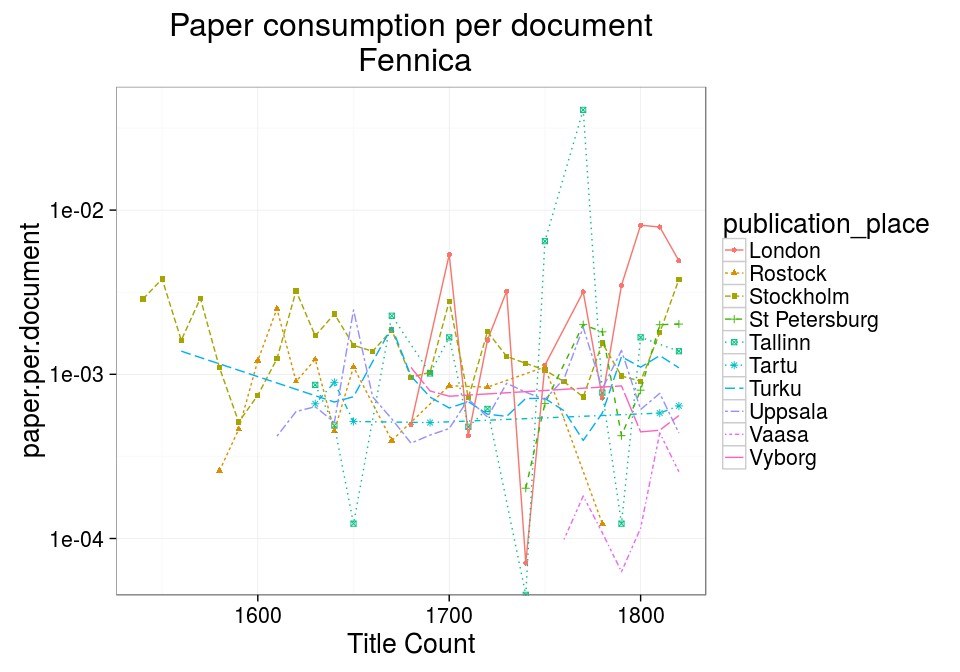 Paper consumption per document
Fennica
paper.per.document
1e-02
1e-03
1e-04
1600
1700
1800
Title Count
publication_place
London
Rostock
Stockholm
St Petersburg
Tallinn
Tartu
Turku
Uppsala
Vaasa
Vyborg